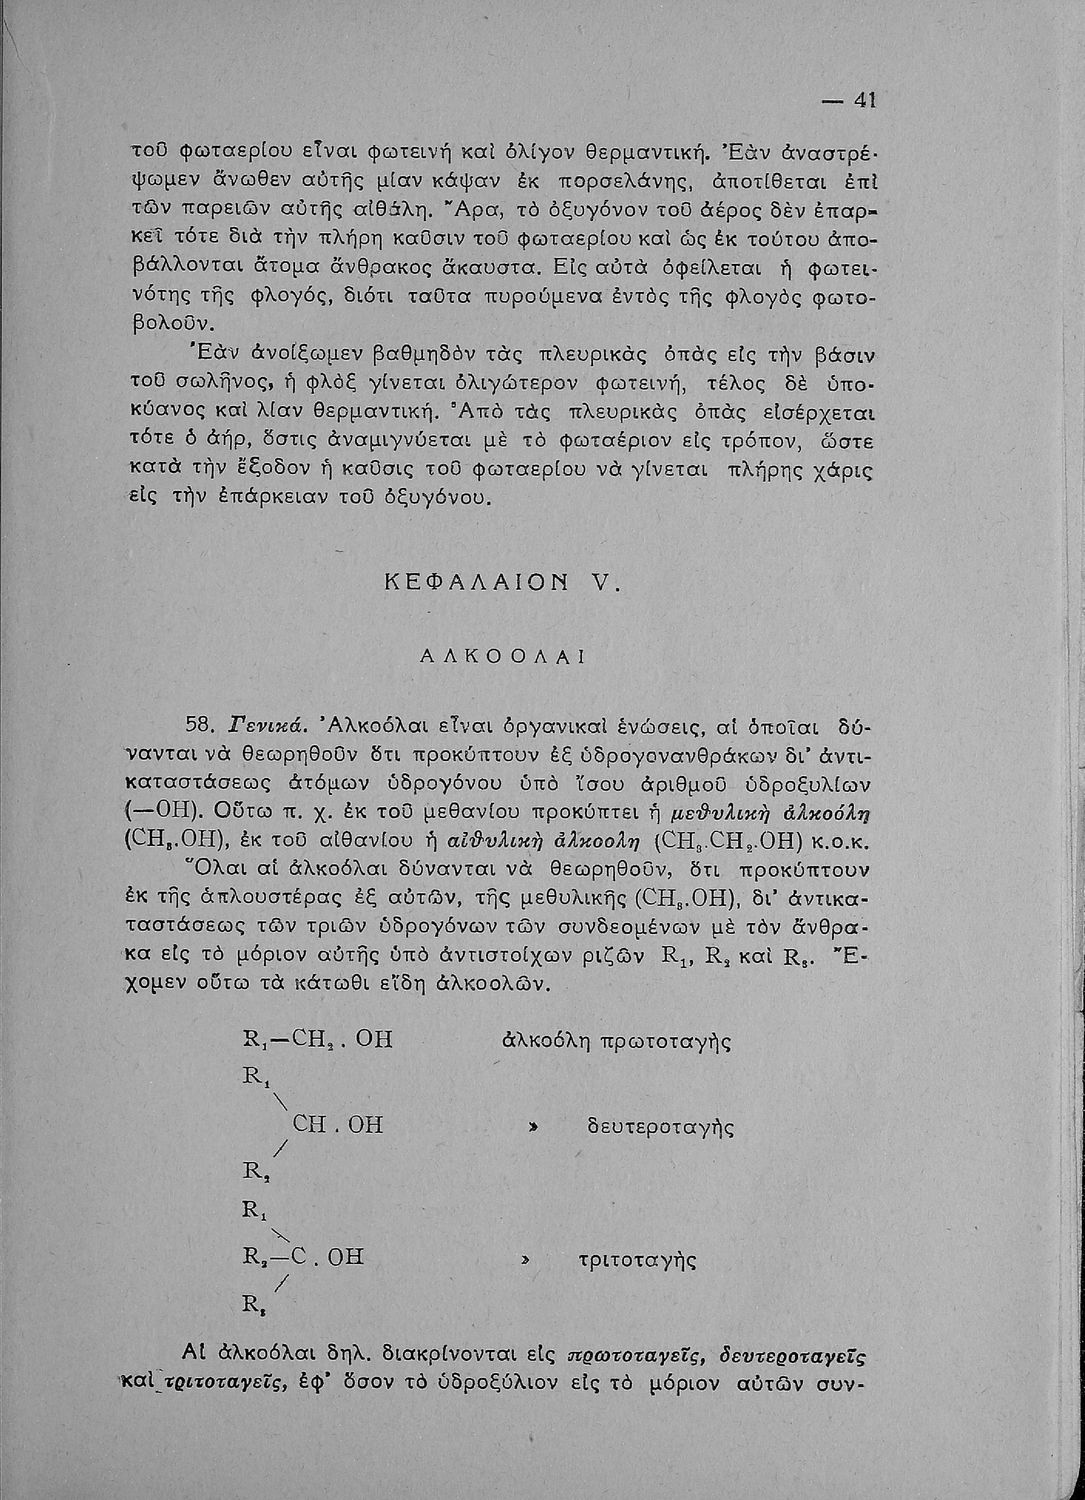 — 41
τοῦ φωταερίου εἶναι φωτεινὴ καὶ ὀλίγον θερμαντική. Ἐὰν ἀναστρέ-
ψωμεν ἄνωθεν αὐτῆς μίαν κάψαν ἐκ πορσελάνης, ἀποτίθεται ἐπὶ
τῶν παρειῶν αὐτῆς αἰθάλη. Ἄρα, τὸ ὀξυγόνον τοῦ ἀέρος δὲν ἐπαρ-
κεῖ τότε διὰ τὴν πλήρη καῦσιν τοῦ φωταερίου καὶ ὡς ἐκ τούτου ἀπο-
βάλλονται ἄτομα ἄνθρακος ἄκαυστα. Εἰς αὐτὰ ὀφείλεται ἡ φωτει-
νότης τῆς φλογός, διότι ταῦτα πυρούμενα ἐντὸς τῆς φλογὸς φωτο-
βολοῦν.
Ἐὰν ἀνοίξωμεν βαθμηδὸν τὰς πλευρικὰς ὀπὰς εἰς τὴν βάσιν
τοῦ σωλῆνος, ἡ φλὸξ γίνεται ὀλιγώτερον φωτεινή, τέλος δὲ ὑπο-
κύανος καὶ λίαν θερμαντική. Ἀπὸ τὰς πλευρικὰς ὀπὰς εἰσέρχεται
τότε ὁ ἀήρ, ὅστις ἀναμιγνύεται μὲ τὸ φωταέριον εἰς τρόπον, ὥστε
κατὰ τὴν ἔξοδον ἡ καῦσις τοῦ φωταερίου νὰ γίνεται πλήρης χάρις
εἰς τὴν ἐπάρκειαν τοῦ ὀξυγόνου.
ΚΕΦΑΛΑΙΟΝ V.
ΑΛΚΟΟΛΑΙ
58. Γενικά. Ἀλκοόλαι εἶναι ὀργανικαὶ ἑνώσεις, αἱ ὁποῖαι δύ-
νανται νὰ θεωρηθοῦν ὅτι προκύπτουν ἐξ ὑδρογονανθράκων δι' ἀντι-
καταστάσεως ἀτόμων ὑδρογόνου ὑπὸ ἴσου ἀριθμοῦ ὑδροξυλίων
(—OH). Οὕτω π. χ. ἐκ τοῦ μεθανίου προκύπτει ἡ μεθυλικὴ ἀλκοόλη
(CH₃.OH), ἐκ τοῦ αἰθανίου ἡ αἰθυλικὴ ἀλκοολη (CH₃.CH₂.OH) κ.ο.κ.
Ὅλαι αἱ ἀλκοόλαι δύνανται νὰ θεωρηθοῦν, ὅτι προκύπτουν
ἐκ τῆς ἁπλουστέρας ἐξ αὐτῶν, τῆς μεθυλικῆς (CH₃.OH), δι' ἀντικα-
ταστάσεως τῶν τριῶν ὑδρογόνων τῶν συνδεομένων μὲ τὸν ἄνθρα-
κα εἰς τὸ μόριον αὐτῆς ὑπὸ ἀντιστοίχων ριζῶν R₁, R₂ καὶ R₃. Ἔ-
χομεν οὕτω τὰ κάτωθι εἴδη ἀλκοολῶν.
R₁—CH₂. OH ἀλκοόλη πρωτοταγὴς
R₁
CH . OH » δευτεροταγὴς
R₂
R₁
R₂—C . OH » τριτοταγὴς
R₃
Αἱ ἀλκοόλαι δηλ. διακρίνονται εἰς πρωτοταγεῖς, δευτεροταγεῖς
καὶ τριτοταγεῖς, ἐφ' ὅσον τὸ ὑδροξύλιον εἰς τὸ μόριον αὐτῶν συν-